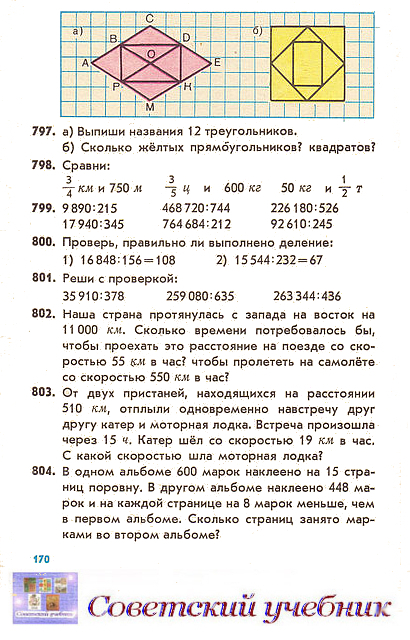 а) C б)
B D
O
A E
P K
M
797. а) Выпиши названия 12 треугольников.
б) Сколько жёлтых прямоугольников? квадратов?
798. Сравни:
3/4 км и 750 м 3/5 ц и 600 кг 50 кг и 1/2 т
799. 9 890:215 468 720:744 226 180:526
17 940:345 764 684:212 92 610:245
800. Проверь, правильно ли выполнено деление:
1) 16 848:156=108 2) 15 544:232=67
801. Реши с проверкой:
35 910:378 259 080:635 263 344:436
802. Наша страна протянулась с запада на восток на
11 000 км. Сколько времени потребовалось бы,
чтобы проехать это расстояние на поезде со ско-
ростью 55 км в час? чтобы пролететь на самолёте
со скоростью 550 км в час?
803. От двух пристаней, находящихся на расстоянии
510 км, отплыли одновременно навстречу друг
другу катер и моторная лодка. Встреча произошла
через 15 ч. Катер шёл со скоростью 19 км в час.
С какой скоростью шла моторная лодка?
804. В одном альбоме 600 марок наклеено на 15 стра-
ниц поровну. В другом альбоме наклеено 448 ма-
рок и на каждой странице на 8 марок меньше, чем
в первом альбоме. Сколько страниц занято мар-
ками во втором альбоме?
170
Советский учебник
Советский учебник